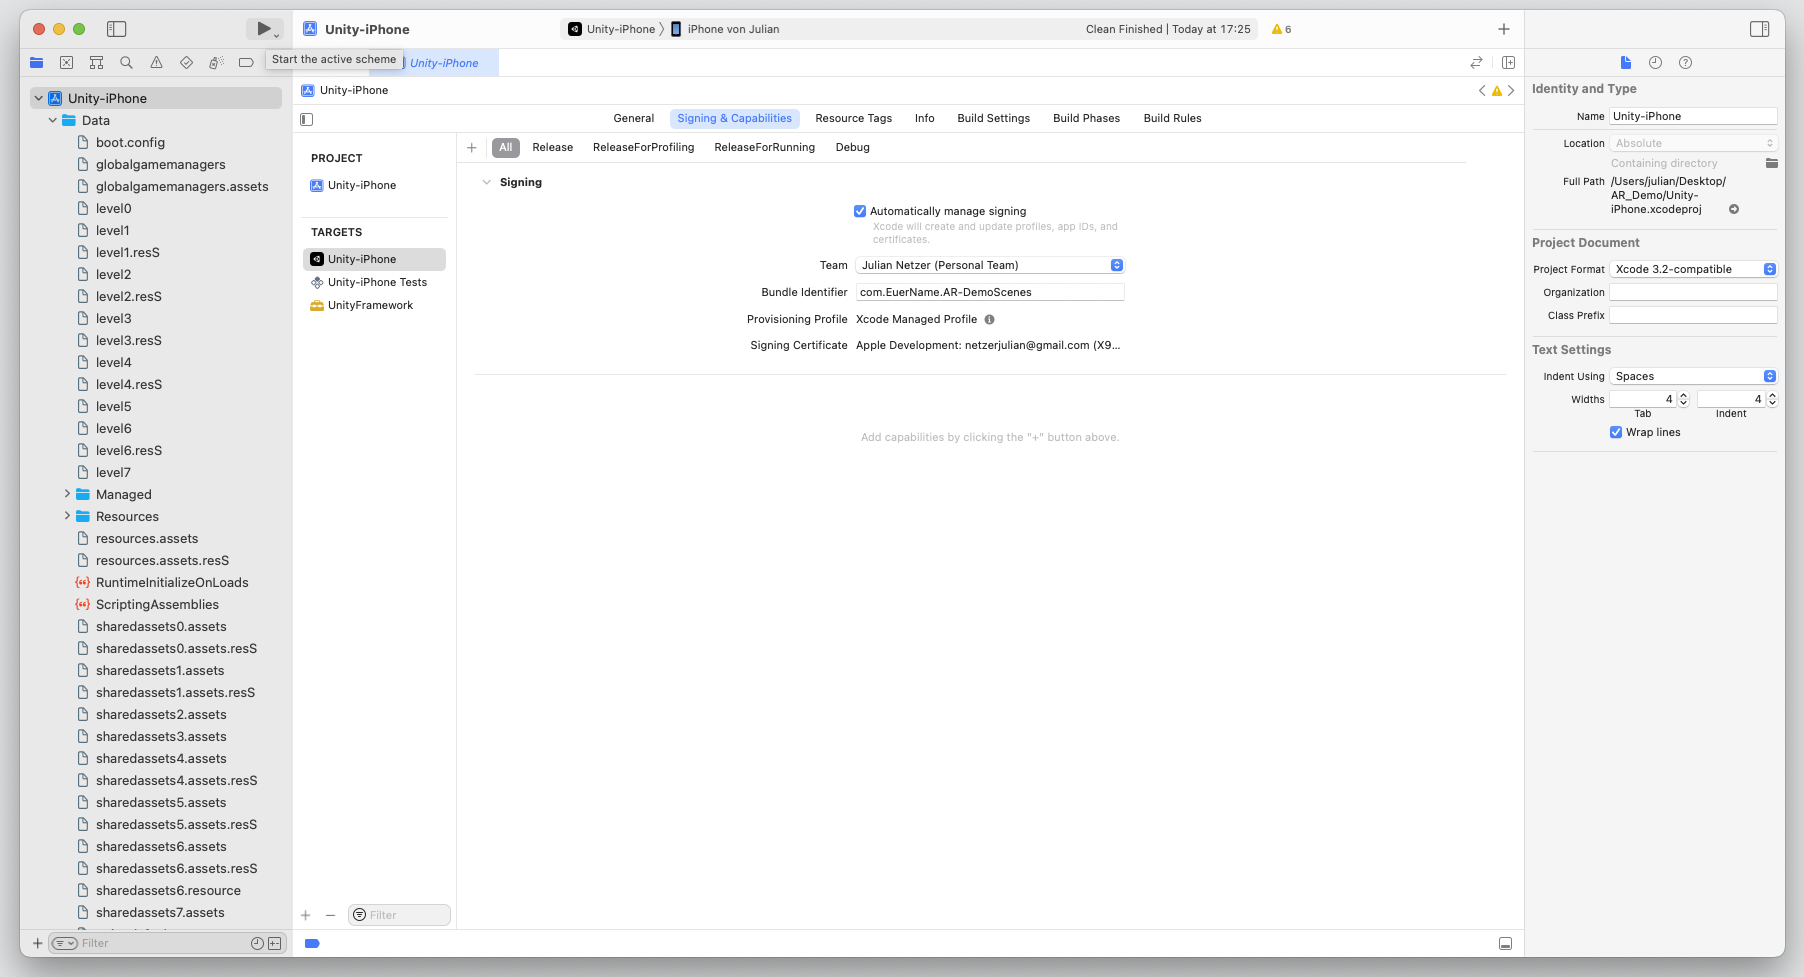 Unity-iPhone
Unity-iPhone
iPhone von Julian
Clean Finished | Today at 17:25
6
Start the active scheme
Unity-iPhone
Unity-iPhone
Data
boot.config
globalgamemanagers
globalgamemanagers.assets
level0
level1
level1.resS
level2
level2.resS
level3
level3.resS
level4
level4.resS
level5
level6
level6.resS
level7
Managed
Resources
resources.assets
resources.assets.resS
RuntimeInitializeOnLoads
ScriptingAssemblies
sharedassets0.assets
sharedassets0.assets.resS
sharedassets1.assets
sharedassets1.assets.resS
sharedassets2.assets
sharedassets3.assets
sharedassets4.assets
sharedassets4.assets.resS
sharedassets5.assets
sharedassets5.assets.resS
sharedassets6.assets
sharedassets6.assets.resS
sharedassets6.resource
sharedassets7.assets
Filter
Unity-iPhone
General
Signing & Capabilities
Resource Tags
Info
Build Settings
Build Phases
Build Rules
PROJECT
Unity-iPhone
TARGETS
Unity-iPhone
Unity-iPhone Tests
UnityFramework
Filter
All
Release
ReleaseForProfiling
ReleaseForRunning
Debug
Signing
Automatically manage signing
Xcode will create and update profiles, app IDs, and
certificates.
Team Julian Netzer (Personal Team)
Bundle Identifier com.EuerName.AR-DemoScenes
Provisioning Profile Xcode Managed Profile
Signing Certificate Apple Development: netzerjulian@gmail.com (X9...
Add capabilities by clicking the "+" button above.
Identity and Type
Name Unity-iPhone
Location Absolute
Containing directory
Full Path /Users/julian/Desktop/
AR_Demo/Unity-
iPhone.xcodeproj
Project Document
Project Format Xcode 3.2-compatible
Organization
Class Prefix
Text Settings
Indent Using Spaces
Widths 4 4
Tab Indent
Wrap lines